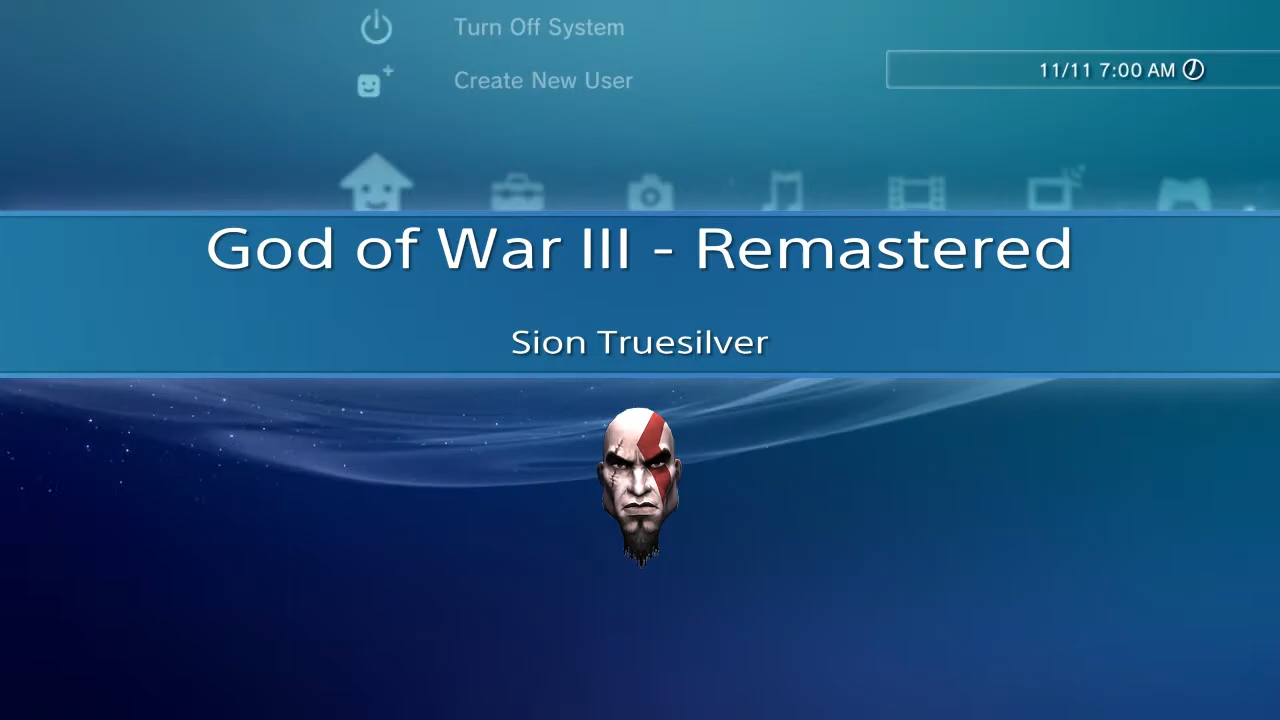 Turn Off System
Create New User
11/11 7:00 AM
God of War III - Remastered
Sion Truesilver